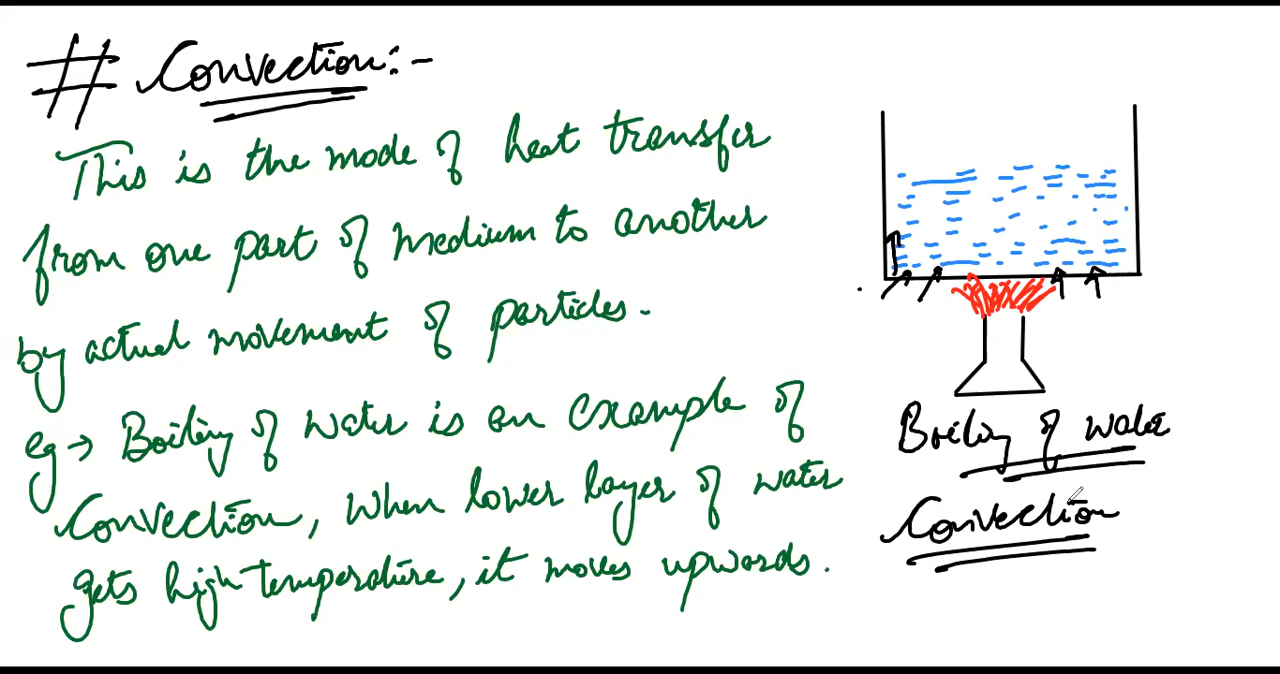 # Convection:-
This is the mode of heat transfer
from one part of medium to another
by actual movement of particles.
eg → Boiling of water is an example of
Convection, when lower layer of water
gets high temperature, it moves upwards.
Boiling of water
Convection